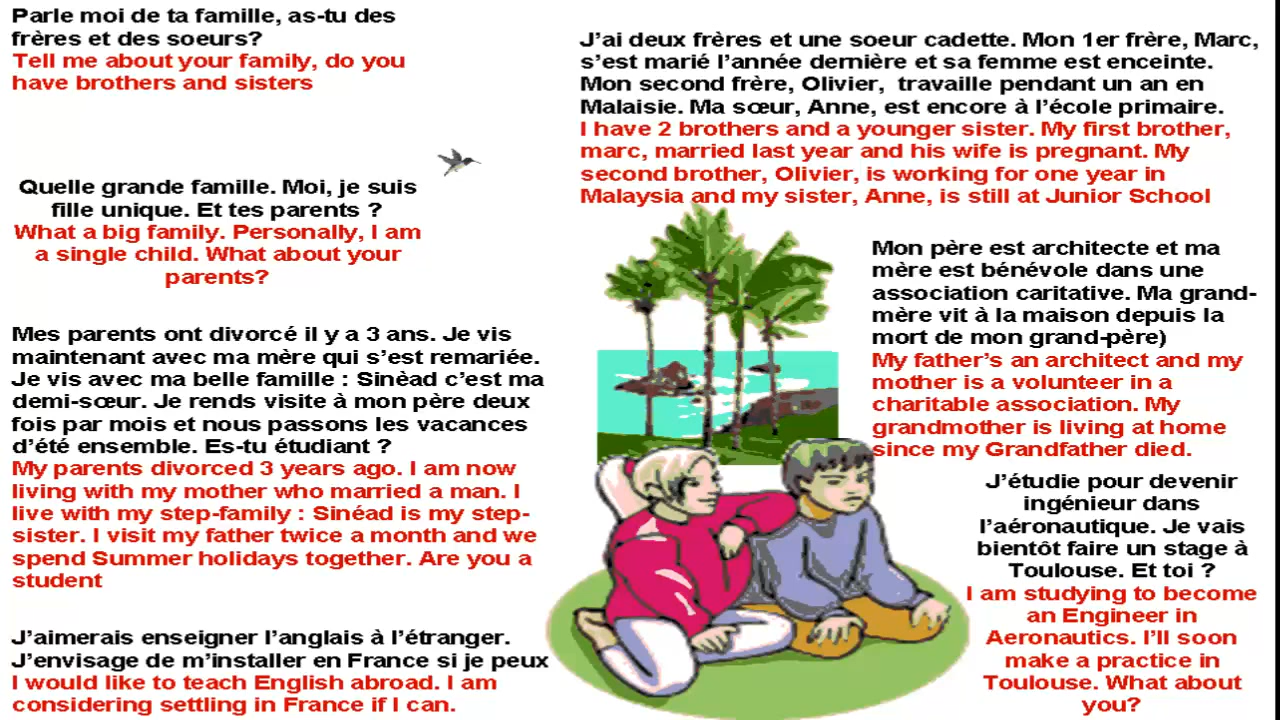 Parle moi de ta famille, as-tu des
frères et des soeurs?
Tell me about your family, do you
have brothers and sisters
J'ai deux frères et une soeur cadette. Mon 1er frère, Marc,
s'est marié l'année dernière et sa femme est enceinte.
Mon second frère, Olivier, travaille pendant un an en
Malaisie. Ma sœur, Anne, est encore à l'école primaire.
I have 2 brothers and a younger sister. My first brother,
marc, married last year and his wife is pregnant. My
second brother, Olivier, is working for one year in
Malaysia and my sister, Anne, is still at Junior School
Quelle grande famille. Moi, je suis
fille unique. Et tes parents ?
What a big family. Personally, I am
a single child. What about your
parents?
Mon père est architecte et ma
mère est bénévole dans une
association caritative. Ma grand-
mère vit à la maison depuis la
mort de mon grand-père)
My father's an architect and my
mother is a volunteer in a
charitable association. My
grandmother is living at home
since my Grandfather died.
Mes parents ont divorcé il y a 3 ans. Je vis
maintenant avec ma mère qui s'est remariée.
Je vis avec ma belle famille : Sinèad c'est ma
demi-sœur. Je rends visite à mon père deux
fois par mois et nous passons les vacances
d'été ensemble. Es-tu étudiant ?
My parents divorced 3 years ago. I am now
living with my mother who married a man. I
live with my step-family : Sinéad is my step-
sister. I visit my father twice a month and we
spend Summer holidays together. Are you a
student
J'étudie pour devenir
ingénieur dans
l'aéronautique. Je vais
bientôt faire un stage à
Toulouse. Et toi ?
I am studying to become
an Engineer in
Aeronautics. I'll soon
make a practice in
Toulouse. What about
you?
J'aimerais enseigner l'anglais à l'étranger.
J'envisage de m'installer en France si je peux
I would like to teach English abroad. I am
considering settling in France if I can.